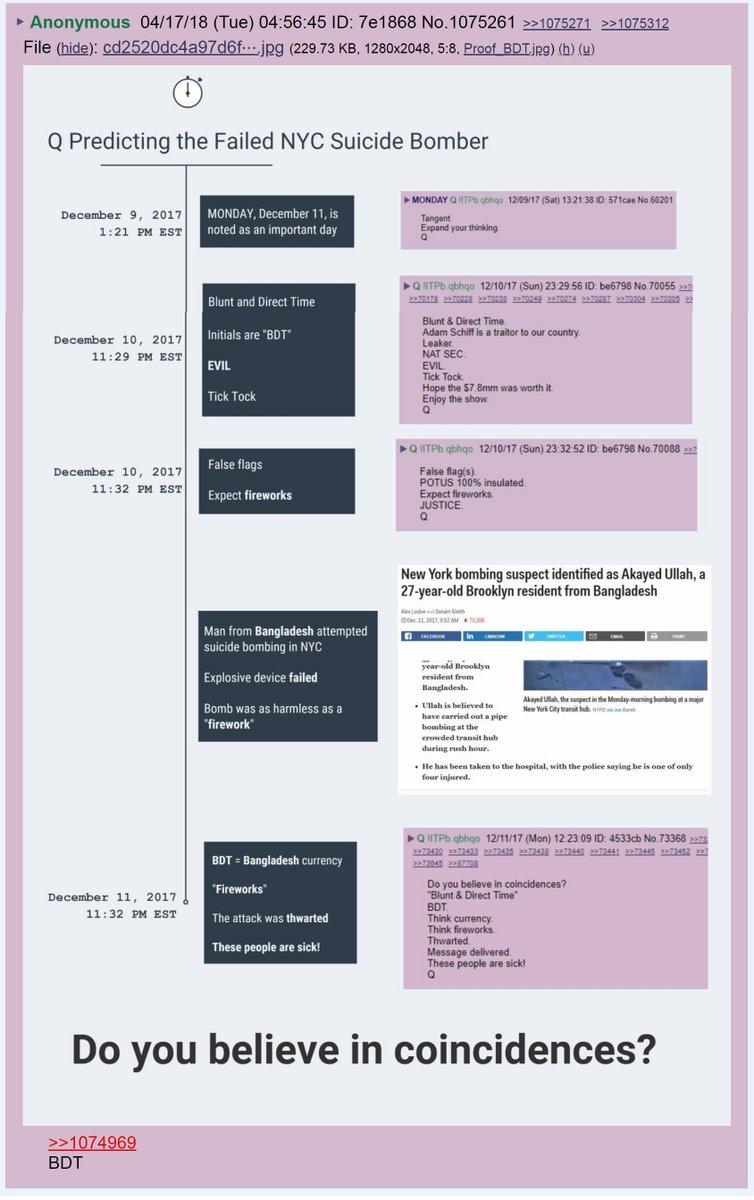 Anonymous 04/17/18 (Tue) 04:56:45 ID: 7e1868 No.1075261 >>1075271 >>1075312
File (hide): cd2520dc4a97d6f⋯.jpg (229.73 KB, 1280x2048, 5:8, Proof_BDT.jpg) (h) (u)
Q Predicting the Failed NYC Suicide Bomber
December 9, 2017
1:21 PM EST
MONDAY, December 11, is
noted as an important day
MONDAY Q !ITPb.qbhqo 12/09/17 (Sat) 13:21:38 ID: 571cae No.60201
Tangent.
Expand your thinking.
Q
December 10, 2017
11:29 PM EST
Blunt and Direct Time
Initials are "BDT"
EVIL
Tick Tock
Q !ITPb.qbhqo 12/10/17 (Sun) 23:29:56 ID: be6798 No.70055
>>70178 >>70228 >>70238 >>70249 >>70274 >>70287 >>70304 >>70305
Blunt & Direct Time.
Adam Schiff is a traitor to our country.
Leaker.
NAT SEC.
EVIL.
Tick Tock.
Hope the $7.8mm was worth it.
Enjoy the show.
Q
December 10, 2017
11:32 PM EST
False flags
Expect fireworks
Q !ITPb.qbhqo 12/10/17 (Sun) 23:32:52 ID: be6798 No.70088
False flag(s).
POTUS 100% insulated.
Expect fireworks.
JUSTICE.
Q
Man from Bangladesh attempted
suicide bombing in NYC
Explosive device failed
Bomb was as harmless as a
"firework"
New York bombing suspect identified as Akayed Ullah, a
27-year-old Brooklyn resident from Bangladesh
Alex Lockie and Sonam Sheth
Dec. 11, 2017, 9:52 AM
FACEBOOK LINKEDIN TWITTER EMAIL PRINT
year-old Brooklyn
resident from
Bangladesh.
Akayed Ullah, the suspect in the Monday-morning bombing at a major
New York City transit hub. NYPD via Joe Borelli
• Ullah is believed to
have carried out a pipe
bombing at the
crowded transit hub
during rush hour.
• He has been taken to the hospital, with the police saying he is one of only
four injured.
December 11, 2017
11:32 PM EST
BDT = Bangladesh currency
"Fireworks"
The attack was thwarted
These people are sick!
Q !ITPb.qbhqo 12/11/17 (Mon) 12:23:09 ID: 4533cb No.73368
>>73430 >>73433 >>73435 >>73438 >>73440 >>73441 >>73445 >>73452
>>73645 >>87708
Do you believe in coincidences?
"Blunt & Direct Time"
BDT.
Think currency.
Think fireworks.
Thwarted.
Message delivered.
These people are sick!
Q
Do you believe in coincidences?
>>1074969
BDT